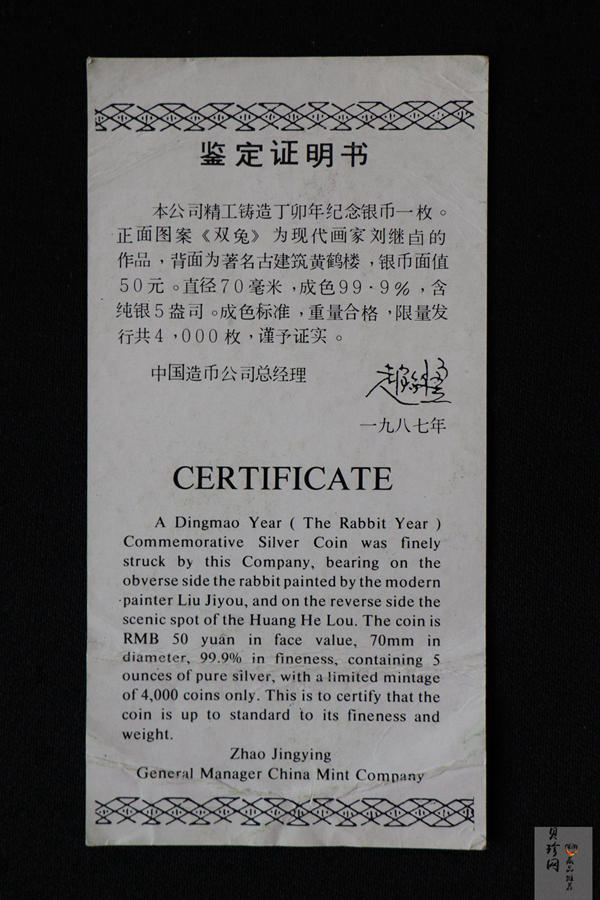 鉴定证明书
本公司精工铸造丁卯年纪念银币一枚。
正面图案《双兔》为现代画家刘继卣的
作品，背面为著名古建筑黄鹤楼，银币面值
50元。直径70毫米，成色99·9%，含
纯银5盎司。成色标准，重量合格，限量发
行共4,000枚，谨予证实。
中国造币公司总经理
一九八七年
CERTIFICATE
A Dingmao Year ( The Rabbit Year )
Commemorative Silver Coin was finely
struck by this Company, bearing on the
obverse side the rabbit painted by the modern
painter Liu Jiyou, and on the reverse side the
scenic spot of the Huang He Lou. The coin is
RMB 50 yuan in face value, 70mm in
diameter, 99.9% in fineness, containing 5
ounces of pure silver, with a limited mintage
of 4,000 coins only. This is to certify that the
coin is up to standard to its fineness and
weight.
Zhao Jingying
General Manager China Mint Company
贝珍网